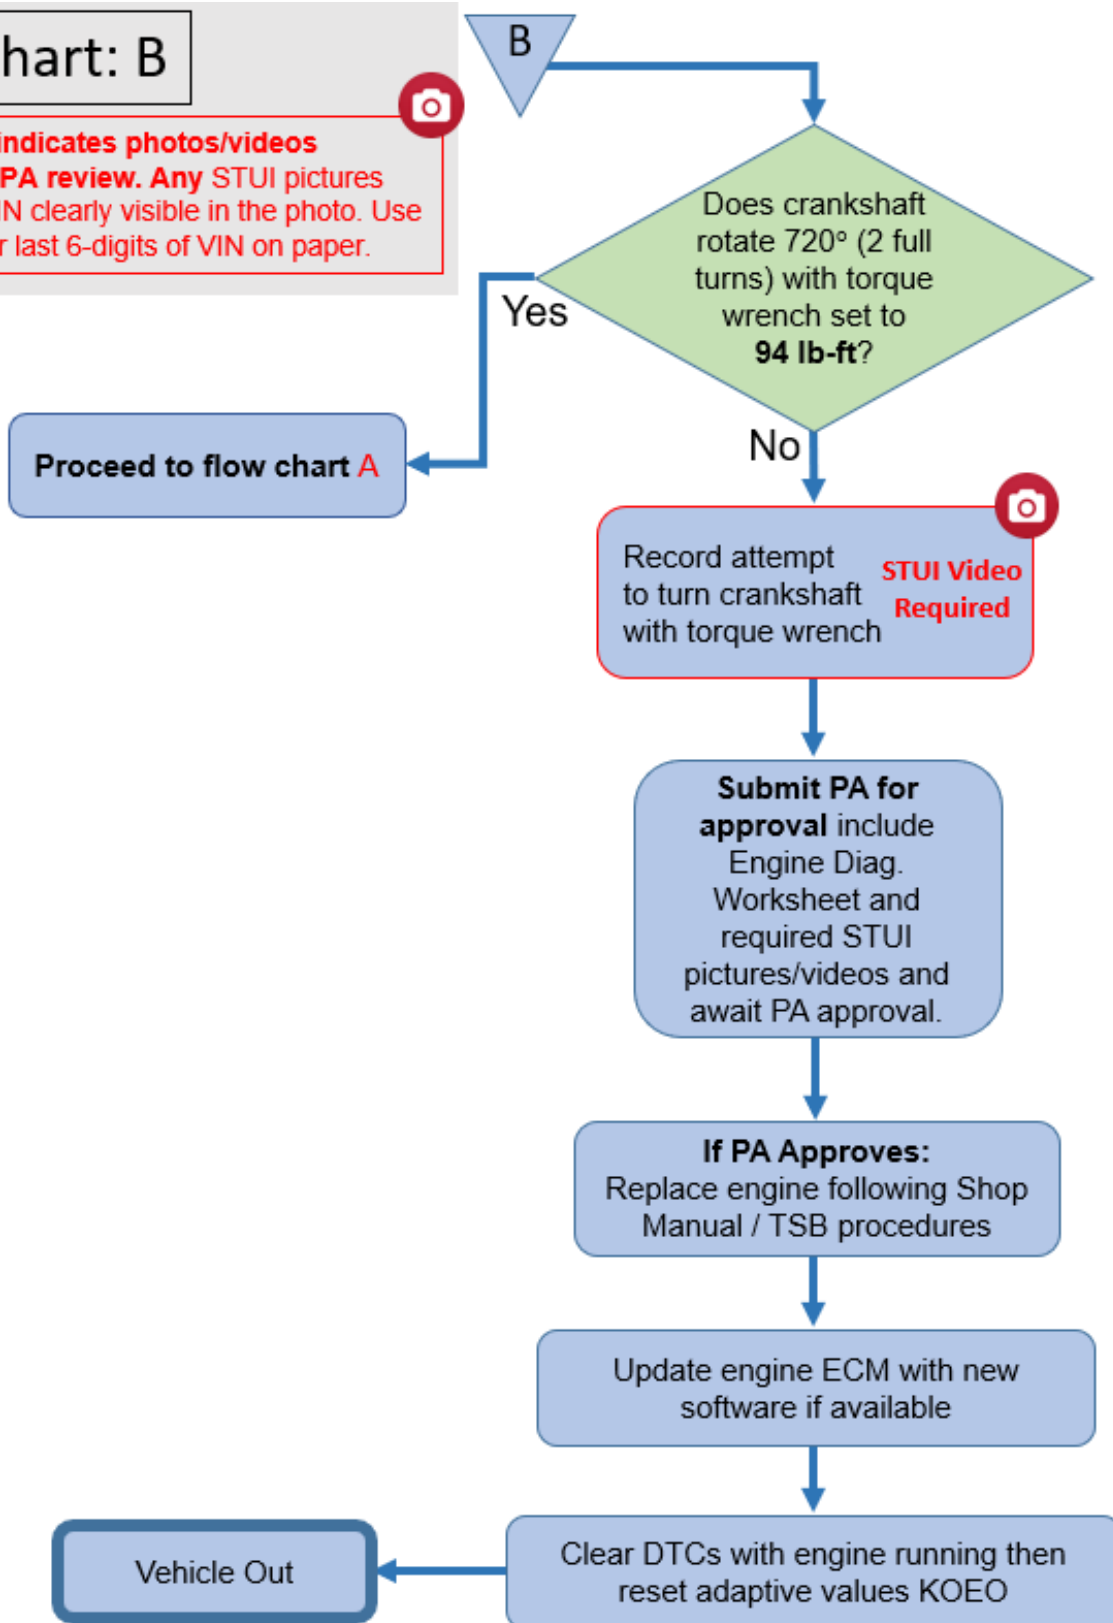 hart: B
indicates photos/videos
PA review. Any STUI pictures
IN clearly visible in the photo. Use
r last 6-digits of VIN on paper.
B
Does crankshaft
rotate 720° (2 full
turns) with torque
wrench set to
94 lb-ft?
Yes
No
Proceed to flow chart A
Record attempt
to turn crankshaft
with torque wrench
STUI Video
Required
Submit PA for
approval include
Engine Diag.
Worksheet and
required STUI
pictures/videos and
await PA approval.
If PA Approves:
Replace engine following Shop
Manual / TSB procedures
Update engine ECM with new
software if available
Clear DTCs with engine running then
reset adaptive values KOEO
Vehicle Out